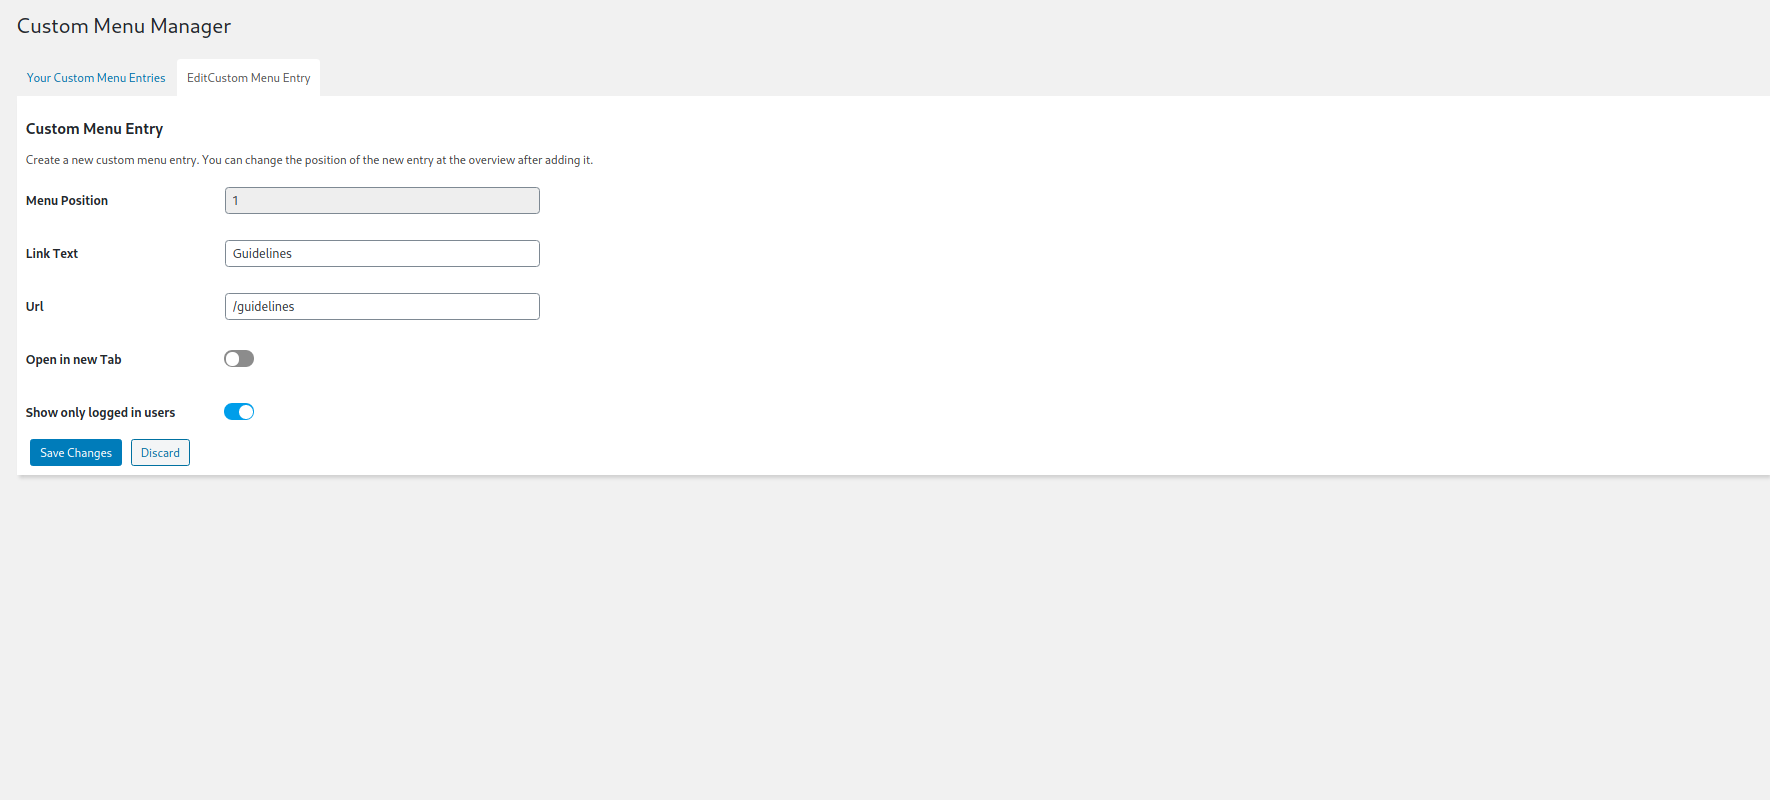 Custom Menu Manager
Your Custom Menu Entries
EditCustom Menu Entry
Custom Menu Entry
Create a new custom menu entry. You can change the position of the new entry at the overview after adding it.
Menu Position
1
Link Text
Guidelines
Url
/guidelines
Open in new Tab
Show only logged in users
Save Changes
Discard